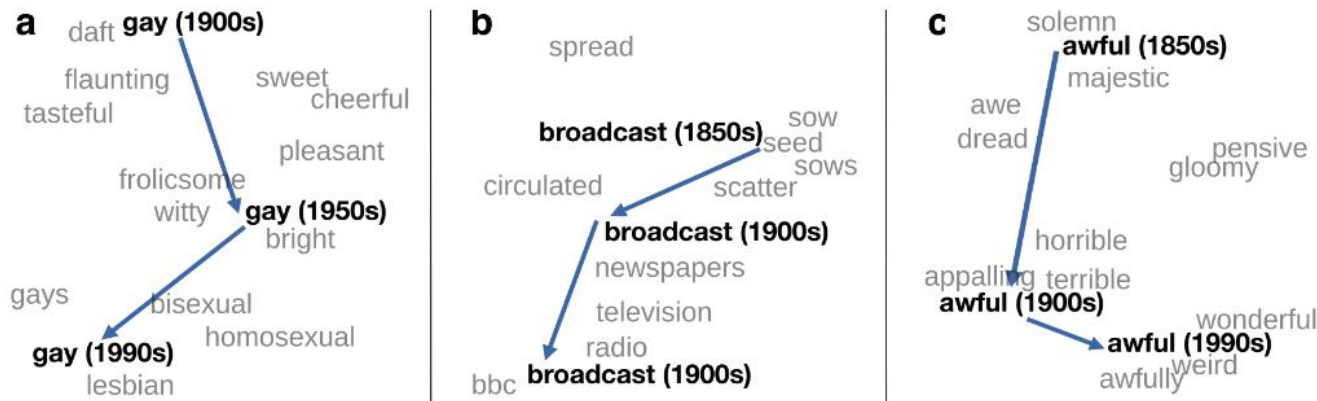 a
daft gay (1900s)
flaunting
sweet
tasteful
cheerful
pleasant
frolicsome
witty
gay (1950s)
bright
gays
bisexual
homosexual
gay (1990s)
lesbian
b
spread
broadcast (1850s)
sow
seed
sows
circulated
scatter
broadcast (1900s)
newspapers
television
radio
bbc broadcast (1900s)
c
solemn
awful (1850s)
majestic
awe
dread
pensive
gloomy
horrible
appalling terrible
awful (1900s)
wonderful
awful (1990s)
weird
awfully